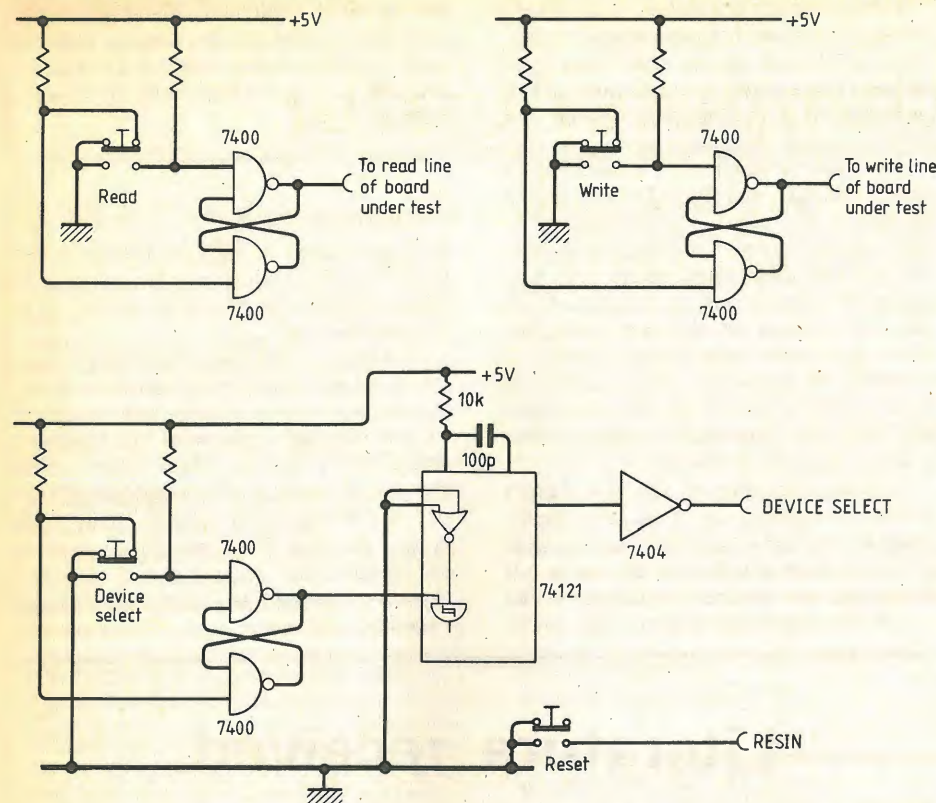 +5V
7400
Read
To read line
of board
under test
7400
+5V
7400
Write
To write line
of board
under test
7400
+5V
10k
100p
DEVICE SELECT
7404
7400
Device
select
74121
7400
RESIN
Reset